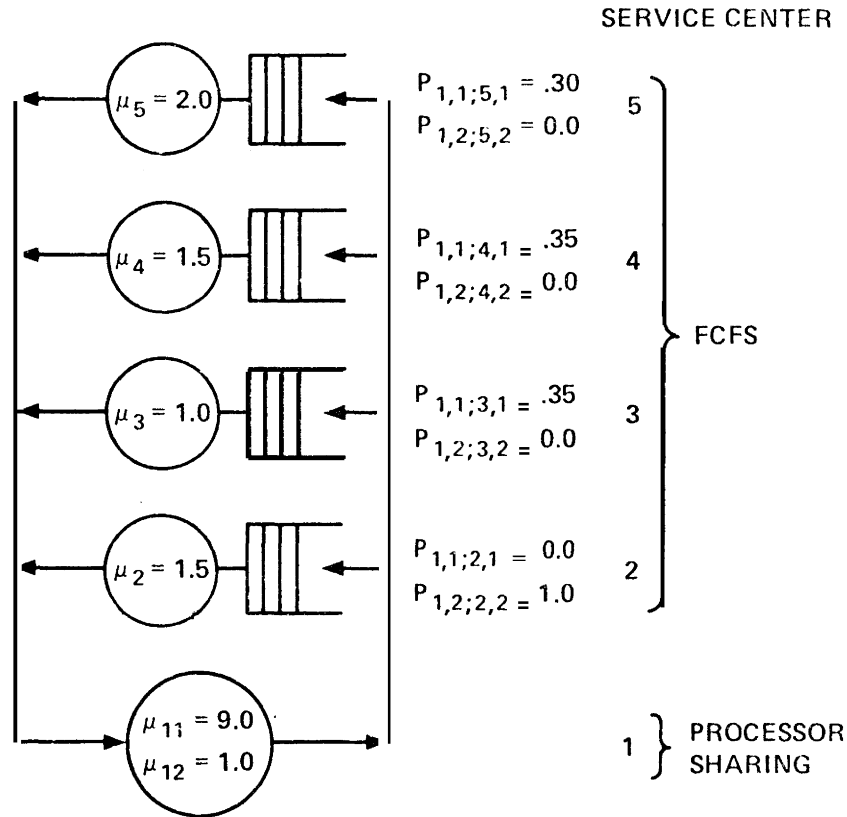 SERVICE CENTER
μ5 = 2.0
P1,1;5,1 = .30
P1,2;5,2 = 0.0
5
μ4 = 1.5
P1,1;4,1 = .35
P1,2;4,2 = 0.0
4
FCFS
μ3 = 1.0
P1,1;3,1 = .35
P1,2;3,2 = 0.0
3
μ2 = 1.5
P1,1;2,1 = 0.0
P1,2;2,2 = 1.0
2
μ11 = 9.0
μ12 = 1.0
1
PROCESSOR
SHARING